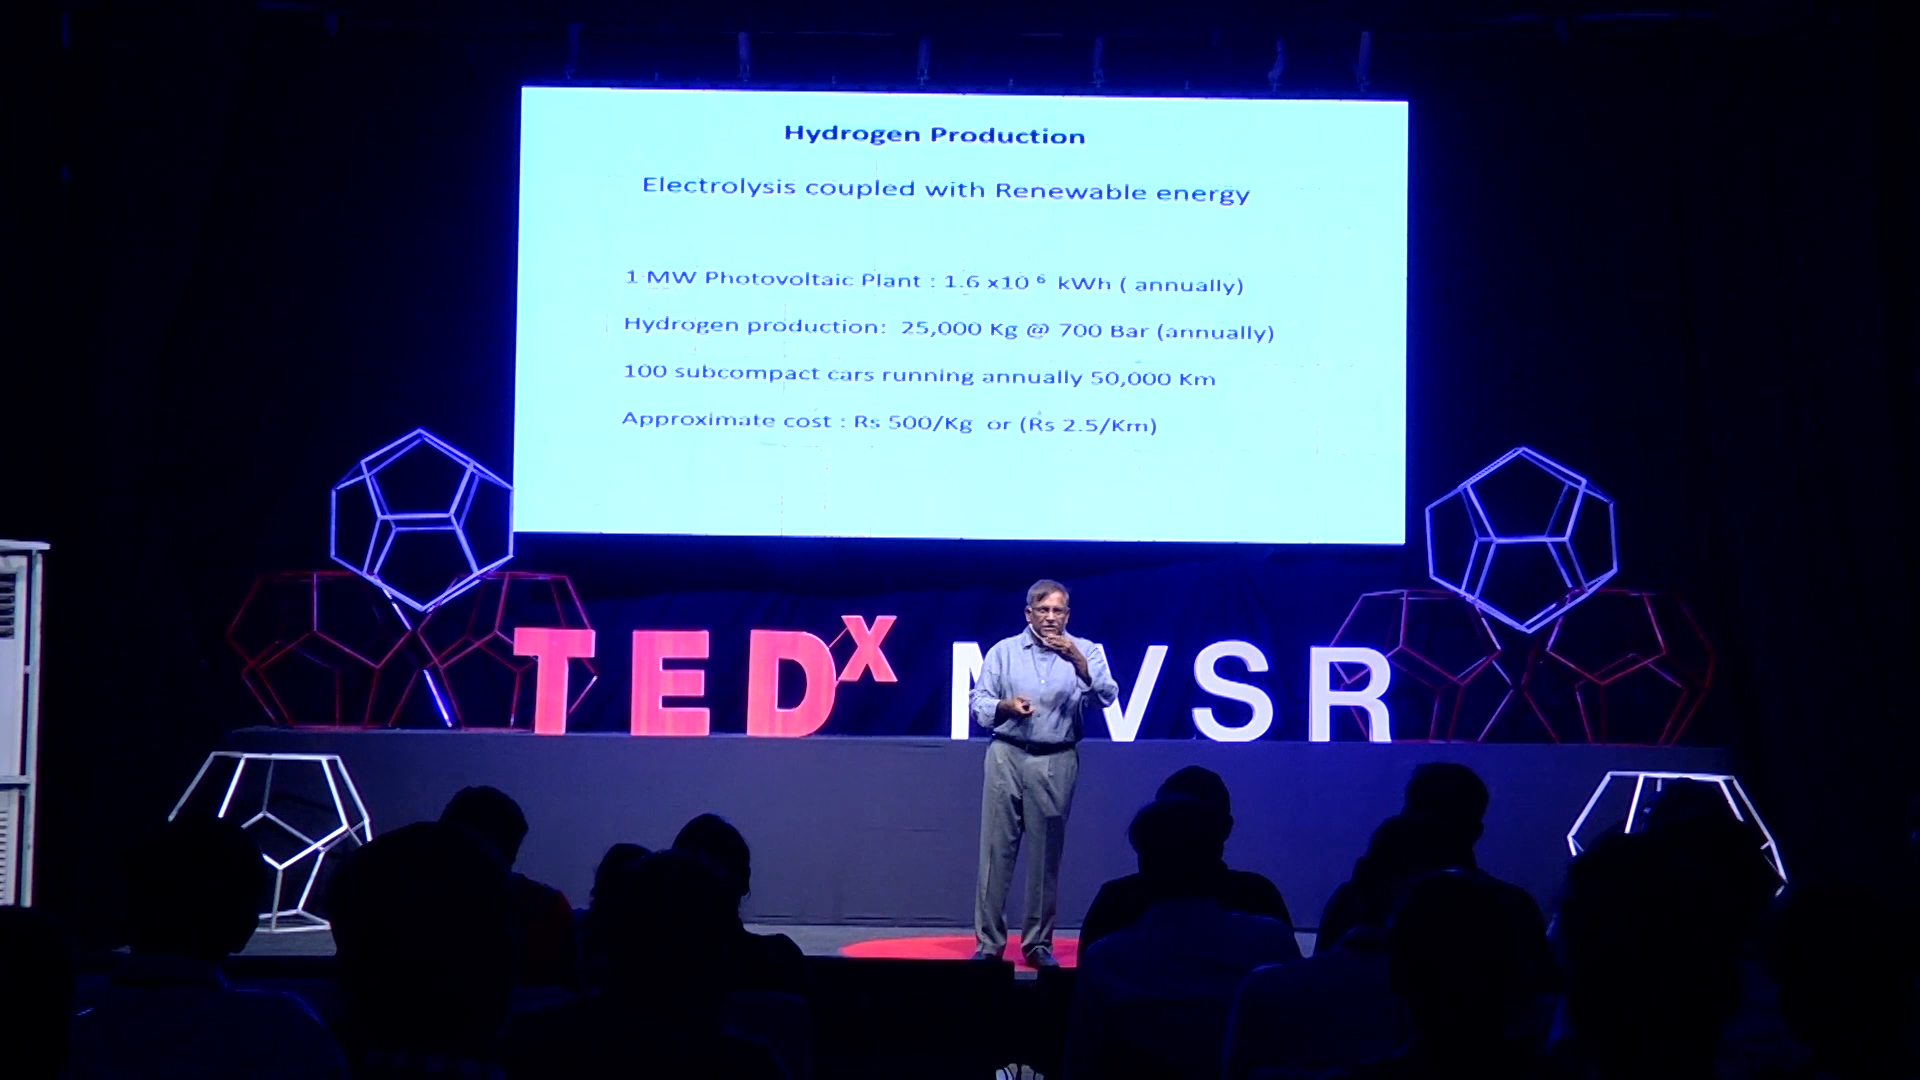 Hydrogen Production
Electrolysis coupled with Renewable energy
1 MW Photovoltaic Plant : 1.6 x10 ⁶ kWh ( annually)
Hydrogen production: 25,000 Kg @ 700 Bar (annually)
100 subcompact cars running annually 50,000 Km
Approximate cost : Rs 500/Kg or (Rs 2.5/Km)
TEDx VSR